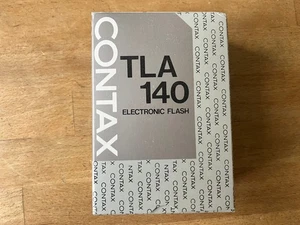 CONTAX
TLA
140
ELECTRONIC FLASH